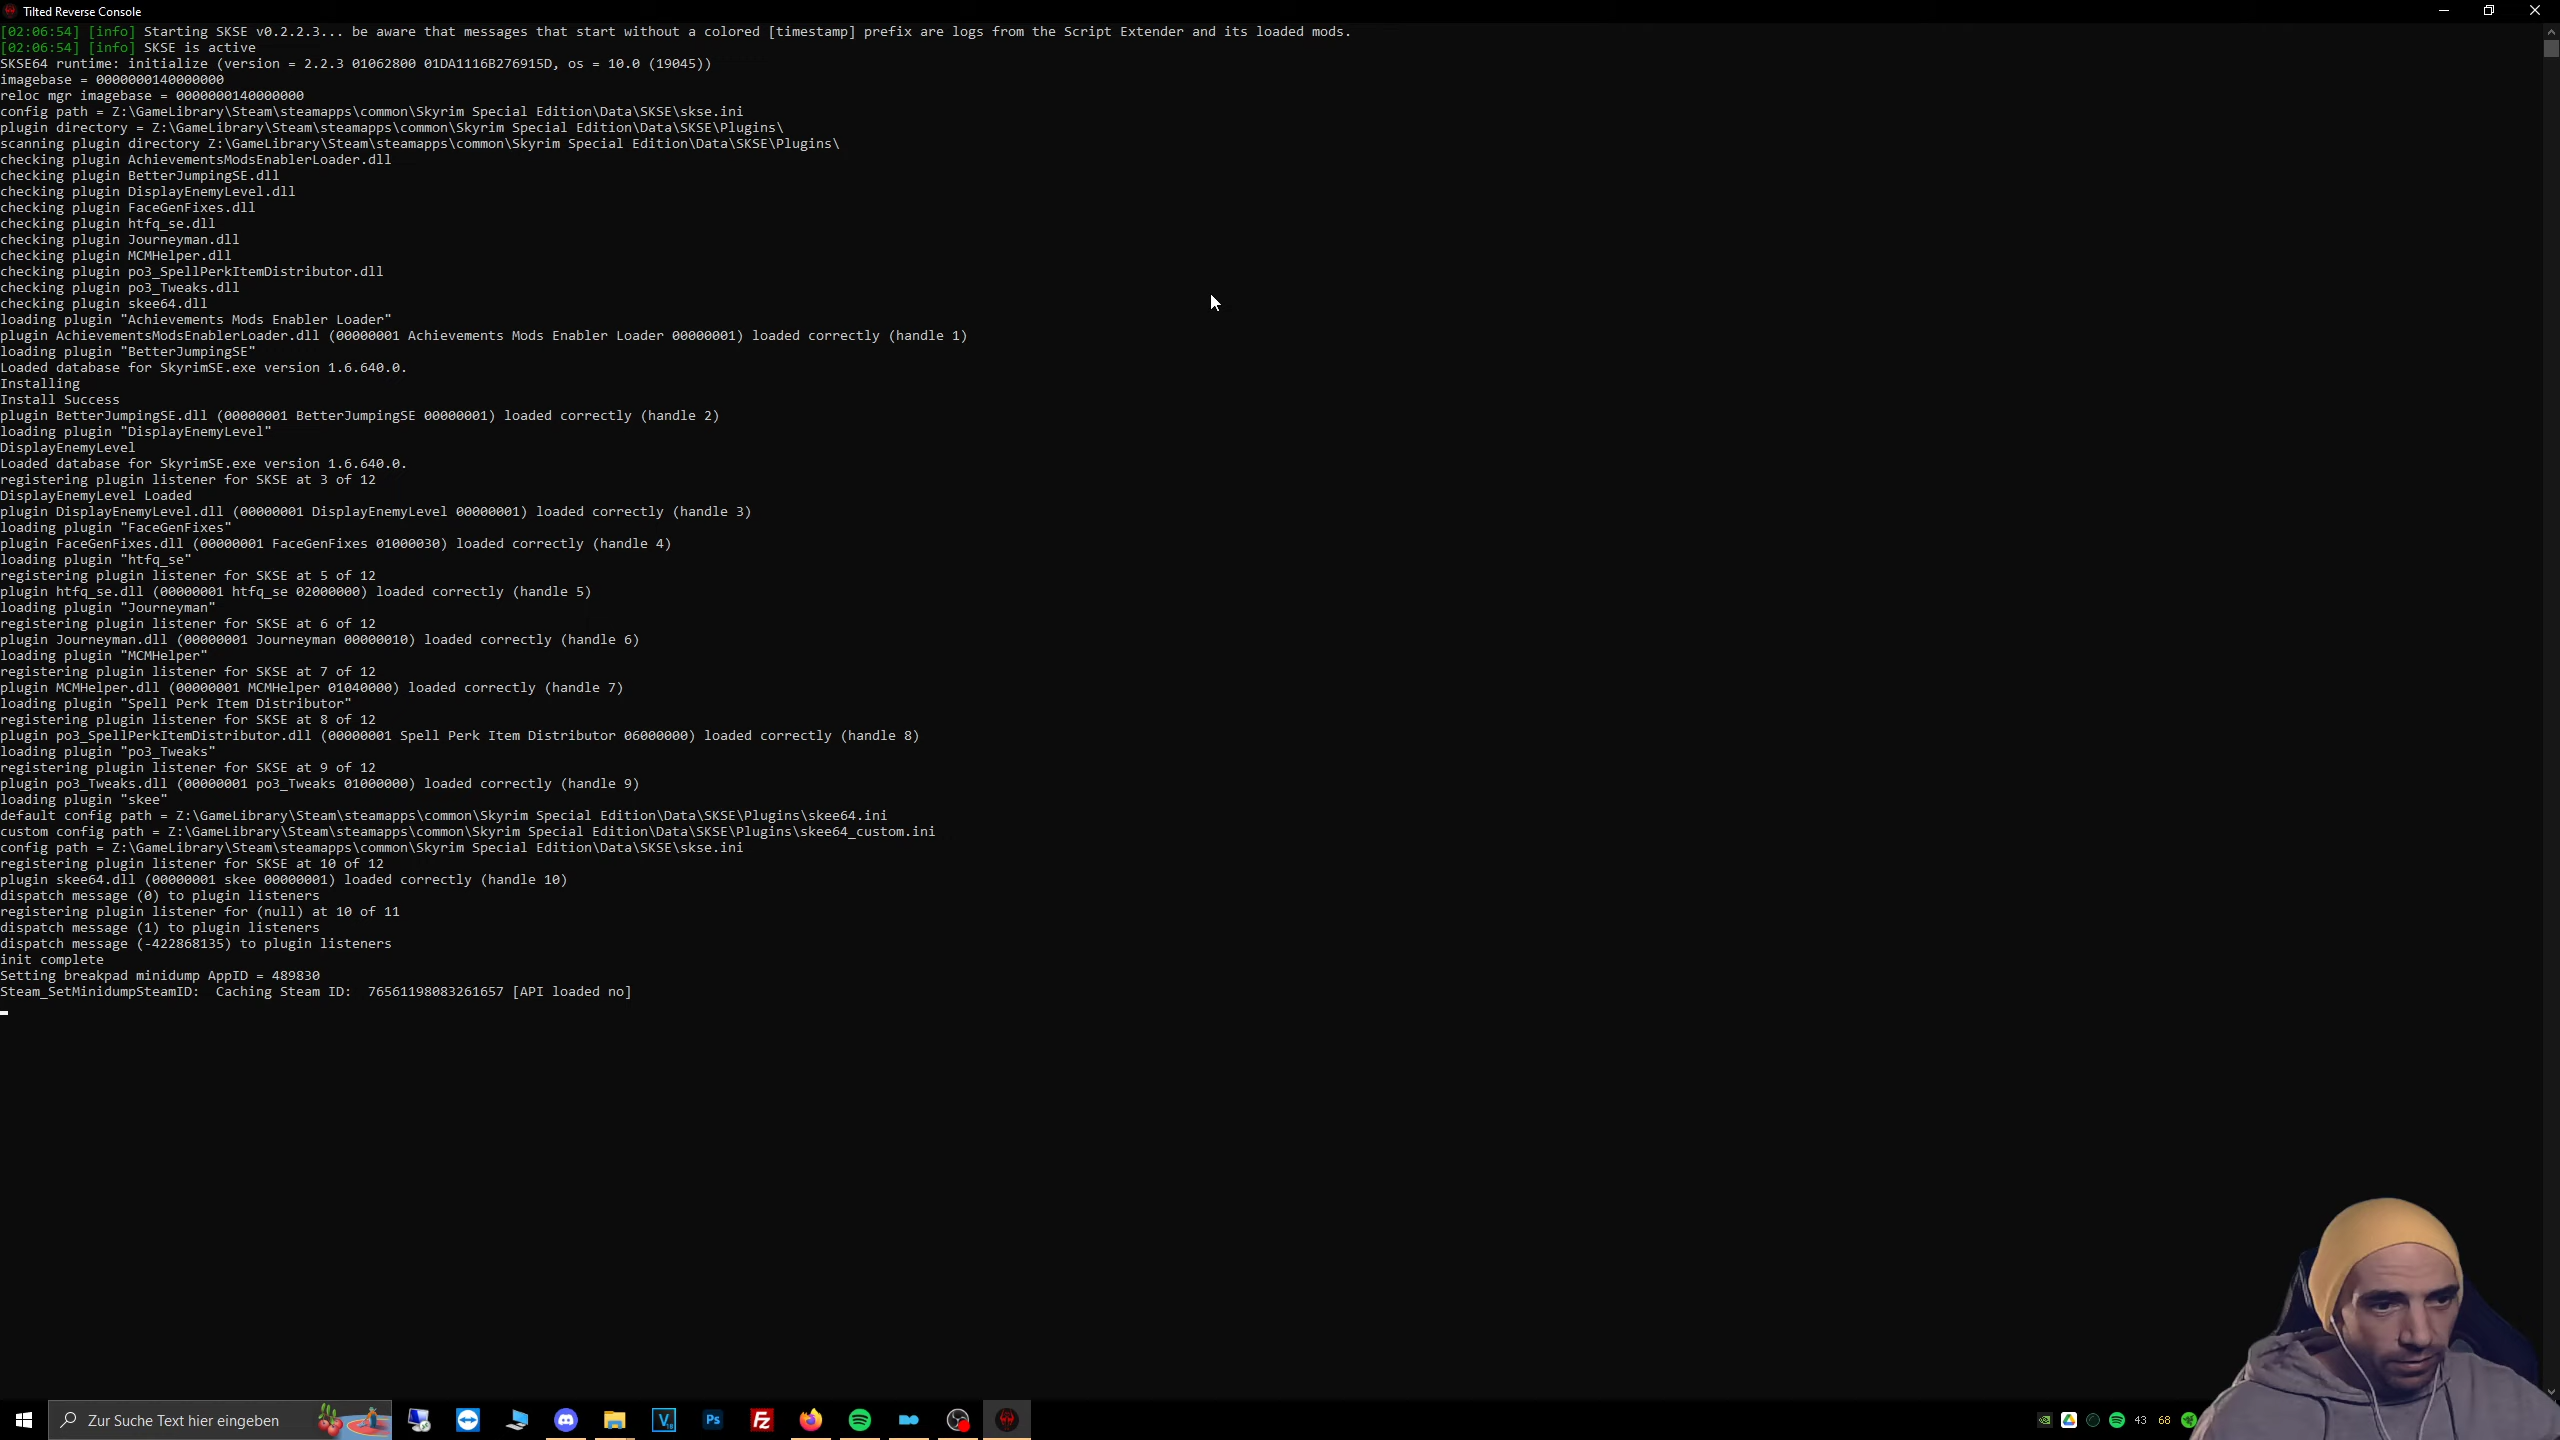 Tilted Reverse Console
[02:06:54] [info] Starting SKSE v0.2.2.3... be aware that messages that start without a colored [timestamp] prefix are logs from the Script Extender and its loaded mods.
[02:06:54] [info] SKSE is active
SKSE64 runtime: initialize (version = 2.2.3 01062800 01DA1116B276915D, os = 10.0 (19045))
imagebase = 0000000140000000
reloc mgr imagebase = 0000000140000000
config path = Z:\GameLibrary\Steam\steamapps\common\Skyrim Special Edition\Data\SKSE\skse.ini
plugin directory = Z:\GameLibrary\Steam\steamapps\common\Skyrim Special Edition\Data\SKSE\Plugins\
scanning plugin directory Z:\GameLibrary\Steam\steamapps\common\Skyrim Special Edition\Data\SKSE\Plugins\
checking plugin AchievementsModsEnablerLoader.dll
checking plugin BetterJumpingSE.dll
checking plugin DisplayEnemyLevel.dll
checking plugin FaceGenFixes.dll
checking plugin htfq_se.dll
checking plugin Journeyman.dll
checking plugin MCMHelper.dll
checking plugin po3_SpellPerkItemDistributor.dll
checking plugin po3_Tweaks.dll
checking plugin skee64.dll
loading plugin "Achievements Mods Enabler Loader"
plugin AchievementsModsEnablerLoader.dll (00000001 Achievements Mods Enabler Loader 00000001) loaded correctly (handle 1)
loading plugin "BetterJumpingSE"
Loaded database for SkyrimSE.exe version 1.6.640.0.
Installing
Install Success
plugin BetterJumpingSE.dll (00000001 BetterJumpingSE 00000001) loaded correctly (handle 2)
loading plugin "DisplayEnemyLevel"
DisplayEnemyLevel
Loaded database for SkyrimSE.exe version 1.6.640.0.
registering plugin listener for SKSE at 3 of 12
DisplayEnemyLevel Loaded
plugin DisplayEnemyLevel.dll (00000001 DisplayEnemyLevel 00000001) loaded correctly (handle 3)
loading plugin "FaceGenFixes"
plugin FaceGenFixes.dll (00000001 FaceGenFixes 01000030) loaded correctly (handle 4)
loading plugin "htfq_se"
registering plugin listener for SKSE at 5 of 12
plugin htfq_se.dll (00000001 htfq_se 02000000) loaded correctly (handle 5)
loading plugin "Journeyman"
registering plugin listener for SKSE at 6 of 12
plugin Journeyman.dll (00000001 Journeyman 00000010) loaded correctly (handle 6)
loading plugin "MCMHelper"
registering plugin listener for SKSE at 7 of 12
plugin MCMHelper.dll (00000001 MCMHelper 01040000) loaded correctly (handle 7)
loading plugin "Spell Perk Item Distributor"
registering plugin listener for SKSE at 8 of 12
plugin po3_SpellPerkItemDistributor.dll (00000001 Spell Perk Item Distributor 06000000) loaded correctly (handle 8)
loading plugin "po3_Tweaks"
registering plugin listener for SKSE at 9 of 12
plugin po3_Tweaks.dll (00000001 po3_Tweaks 01000000) loaded correctly (handle 9)
loading plugin "skee"
default config path = Z:\GameLibrary\Steam\steamapps\common\Skyrim Special Edition\Data\SKSE\Plugins\skee64.ini
custom config path = Z:\GameLibrary\Steam\steamapps\common\Skyrim Special Edition\Data\SKSE\Plugins\skee64_custom.ini
config path = Z:\GameLibrary\Steam\steamapps\common\Skyrim Special Edition\Data\SKSE\skse.ini
registering plugin listener for SKSE at 10 of 12
plugin skee64.dll (00000001 skee 00000001) loaded correctly (handle 10)
dispatch message (0) to plugin listeners
registering plugin listener for (null) at 10 of 11
dispatch message (1) to plugin listeners
dispatch message (-422868135) to plugin listeners
init complete
Setting breakpad minidump AppID = 489830
Steam_SetMinidumpSteamID:  Caching Steam ID:  76561198083261657 [API loaded no]
Zur Suche Text hier eingeben
Ps
Fz
43 68